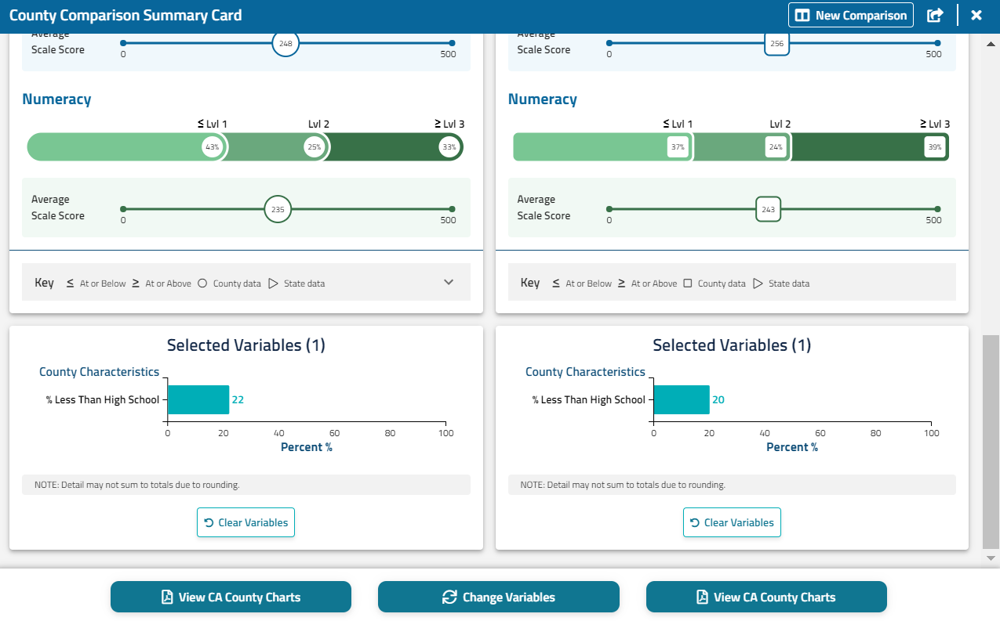 County Comparison Summary Card
New Comparison
Average
Scale Score
248
0
500
Numeracy
≤ Lvl 1
Lvl 2
≥ Lvl 3
43%
25%
33%
Average
Scale Score
235
0
500
Key ≤ At or Below ≥ At or Above County data State data
Selected Variables (1)
County Characteristics
% Less Than High School
22
0 20 40 60 80 100
Percent %
NOTE: Detail may not sum to totals due to rounding.
Clear Variables
Average
Scale Score
256
0
500
Numeracy
≤ Lvl 1
Lvl 2
≥ Lvl 3
37%
24%
39%
Average
Scale Score
243
0
500
Key ≤ At or Below ≥ At or Above County data State data
Selected Variables (1)
County Characteristics
% Less Than High School
20
0 20 40 60 80 100
Percent %
NOTE: Detail may not sum to totals due to rounding.
Clear Variables
View CA County Charts
Change Variables
View CA County Charts